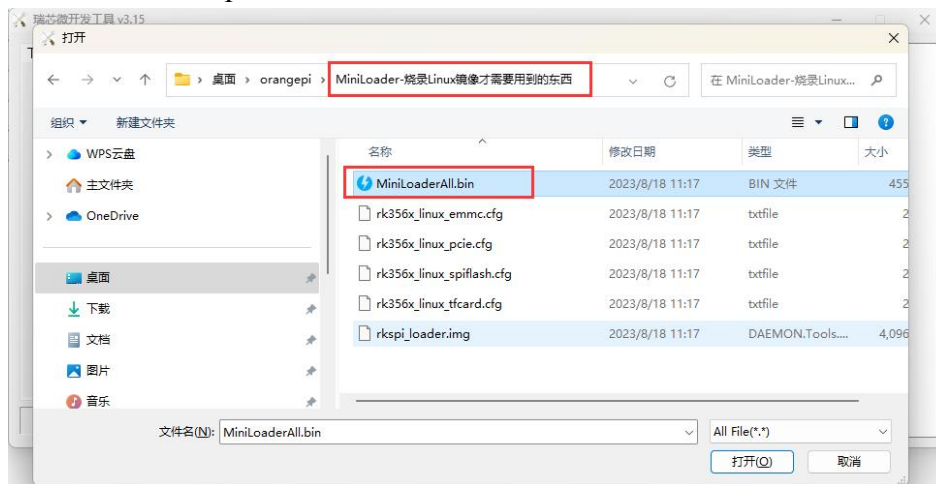 瑞芯微开发工具 v3.15
打开
桌面 › orangepi › MiniLoader-烧录Linux镜像才需要用到的东西
在 MiniLoader-烧录Linux...
组织 新建文件夹
名称 修改日期 类型 大小
WPS云盘
主文件夹
OneDrive
桌面
下载
文档
图片
音乐
MiniLoaderAll.bin 2023/8/18 11:17 BIN 文件 455
rk356x_linux_emmc.cfg 2023/8/18 11:17 txtfile 2
rk356x_linux_pcie.cfg 2023/8/18 11:17 txtfile 2
rk356x_linux_spiflash.cfg 2023/8/18 11:17 txtfile 2
rk356x_linux_tfcard.cfg 2023/8/18 11:17 txtfile 2
rkspi_loader.img 2023/8/18 11:17 DAEMON.Tools.... 4,096
文件名(N): MiniLoaderAll.bin
All File(*.*)
打开(O) 取消